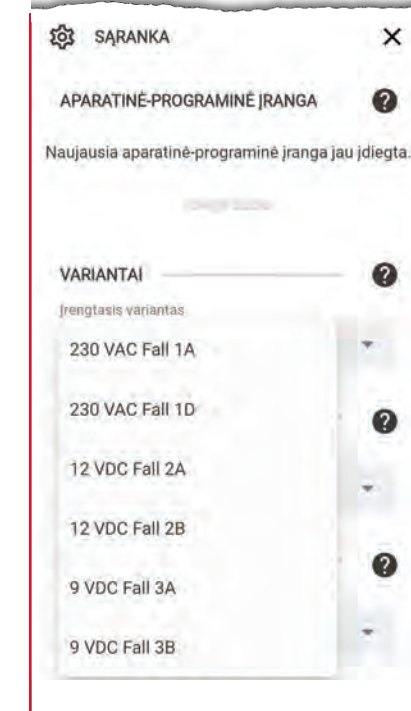 SĄRANKA
APARATINĖ-PROGRAMINĖ ĮRANGA
Naujausia aparatinė-programinė įranga jau įdiegta.
VARIANTAI
Įrengtasis variantas
230 VAC Fall 1A
230 VAC Fall 1D
12 VDC Fall 2A
12 VDC Fall 2B
9 VDC Fall 3A
9 VDC Fall 3B